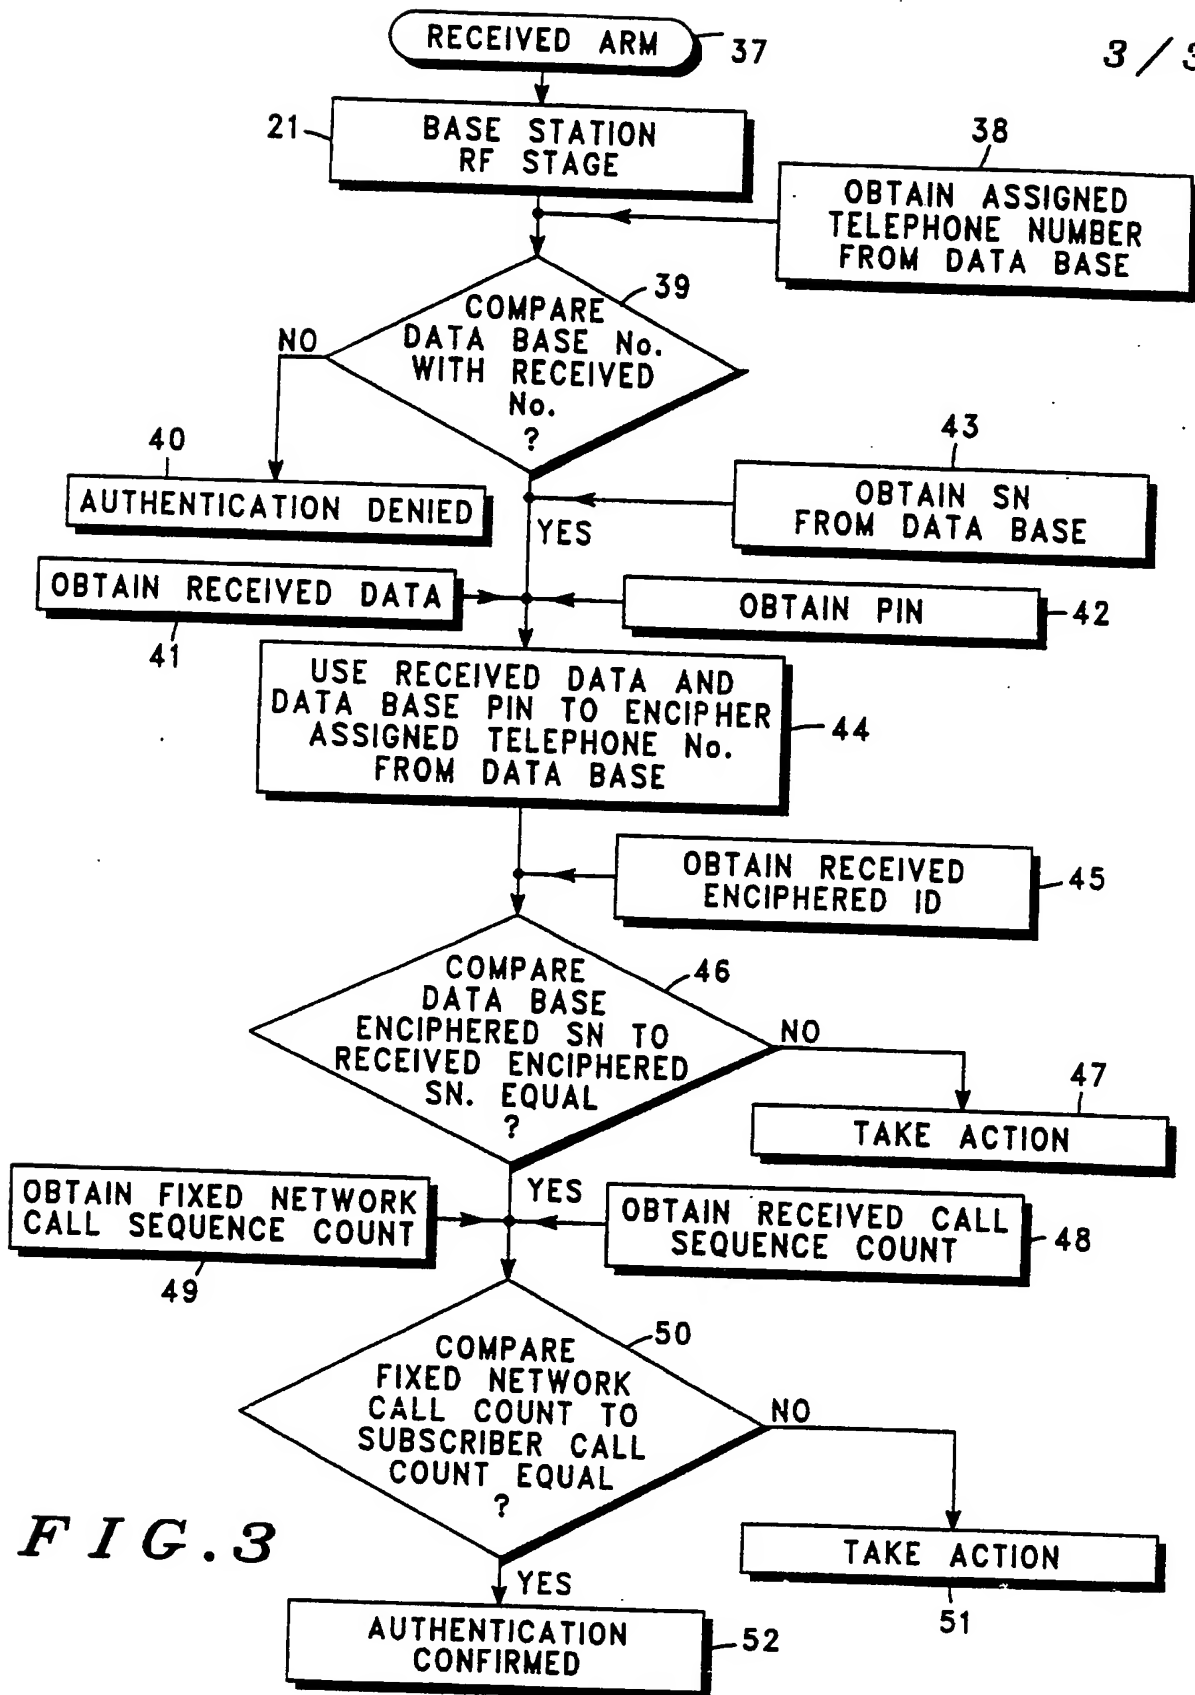 RECEIVED ARM
37
3/3
21
BASE STATION
RF STAGE
38
OBTAIN ASSIGNED
TELEPHONE NUMBER
FROM DATA BASE
39
COMPARE
DATA BASE No.
WITH RECEIVED
No.
?
NO
40
AUTHENTICATION DENIED
43
OBTAIN SN
FROM DATA BASE
YES
OBTAIN RECEIVED DATA
41
OBTAIN PIN
42
USE RECEIVED DATA AND
DATA BASE PIN TO ENCIPHER
ASSIGNED TELEPHONE No.
FROM DATA BASE
44
OBTAIN RECEIVED
ENCIPHERED ID
45
COMPARE
DATA BASE
ENCIPHERED SN TO
RECEIVED ENCIPHERED
SN. EQUAL
?
46
NO
47
TAKE ACTION
YES
OBTAIN FIXED NETWORK
CALL SEQUENCE COUNT
49
OBTAIN RECEIVED CALL
SEQUENCE COUNT
48
COMPARE
FIXED NETWORK
CALL COUNT TO
SUBSCRIBER CALL
COUNT EQUAL
?
50
NO
TAKE ACTION
51
YES
AUTHENTICATION
CONFIRMED
52
FIG.3